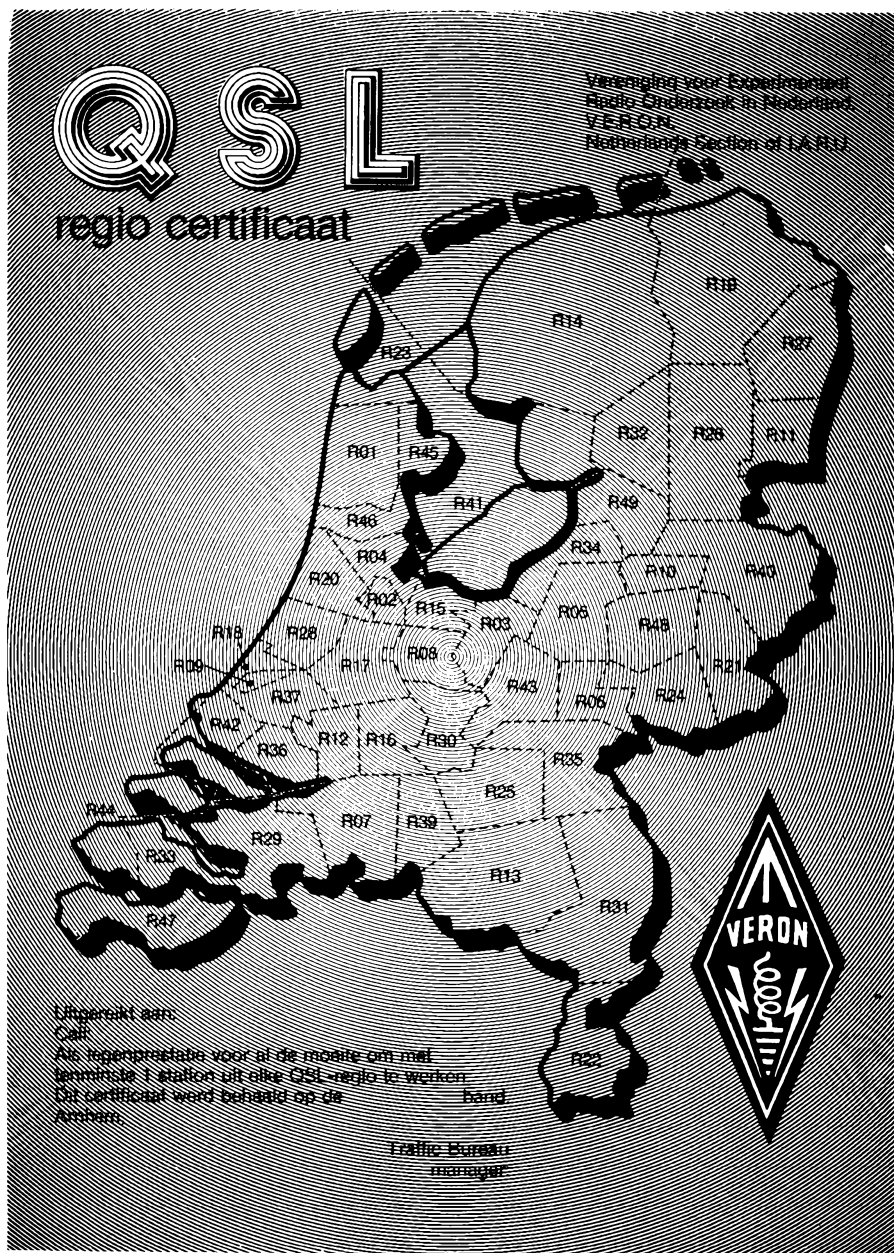 QSL
regio certificaat
Vereniging voor Experimenteel
Radio Onderzoek in Nederland.
V.E.R.O.N.
Netherlands Section of I.A.R.U.
R19
R14
R27
R23
R32
R26
R11
R01
R45
R41
R49
R46
R04
R34
R20
R10
R40
R02
R15
R03
R05
R48
R18
R28
R08
R09
R17
R43
R21
R37
R06
R24
R42
R36
R12
R16
R30
R35
R25
R44
R29
R07
R39
R33
R13
R47
R31
R22
VERON
Uitgereikt aan:
Call:
Als tegenprestatie voor al de moeite om met
tenminste 1 station uit elke QSL-regio te werken.
Dit certificaat werd behaald op de band.
Arnhem,
Traffic Bureau
manager